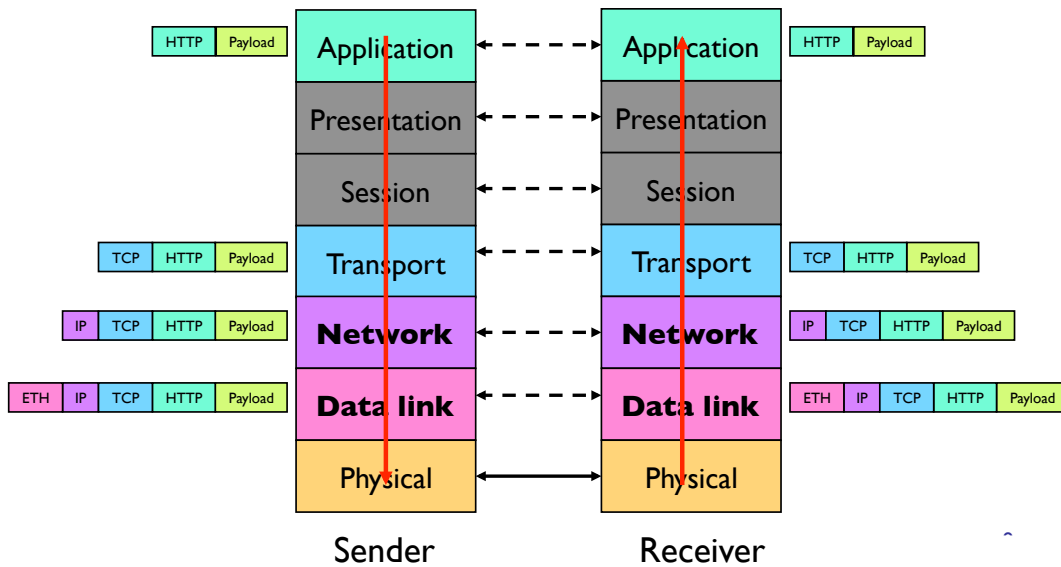 HTTP Payload Application Application HTTP Payload
Presentation Presentation
Session Session
TCP HTTP Payload Transport Transport TCP HTTP Payload
IP TCP HTTP Payload Network Network IP TCP HTTP Payload
ETH IP TCP HTTP Payload Data link Data link ETH IP TCP HTTP Payload
Physical Physical
Sender Receiver